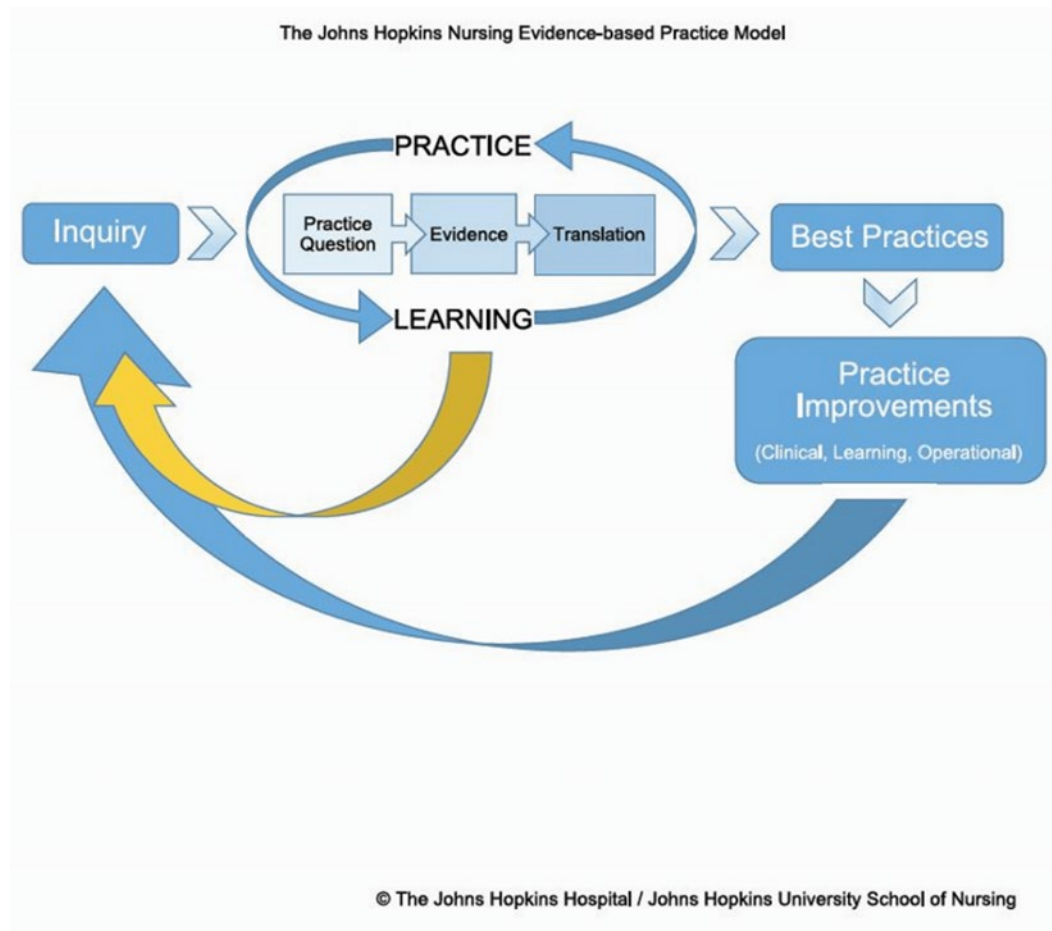 The Johns Hopkins Nursing Evidence-based Practice Model
PRACTICE
Inquiry
Practice
Question
Evidence
Translation
LEARNING
Best Practices
Practice
Improvements
(Clinical, Learning, Operational)
© The Johns Hopkins Hospital / Johns Hopkins University School of Nursing